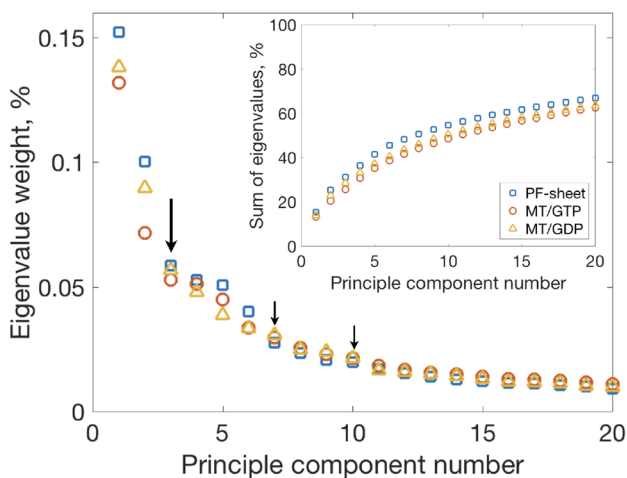 0.15
0.1
0.05
0
Eigenvalue weight, %
0 5 10 15 20
Principle component number
100
80
60
40
20
0
Sum of eigenvalues, %
PF-sheet
MT/GTP
MT/GDP
0 5 10 15 20
Principle component number